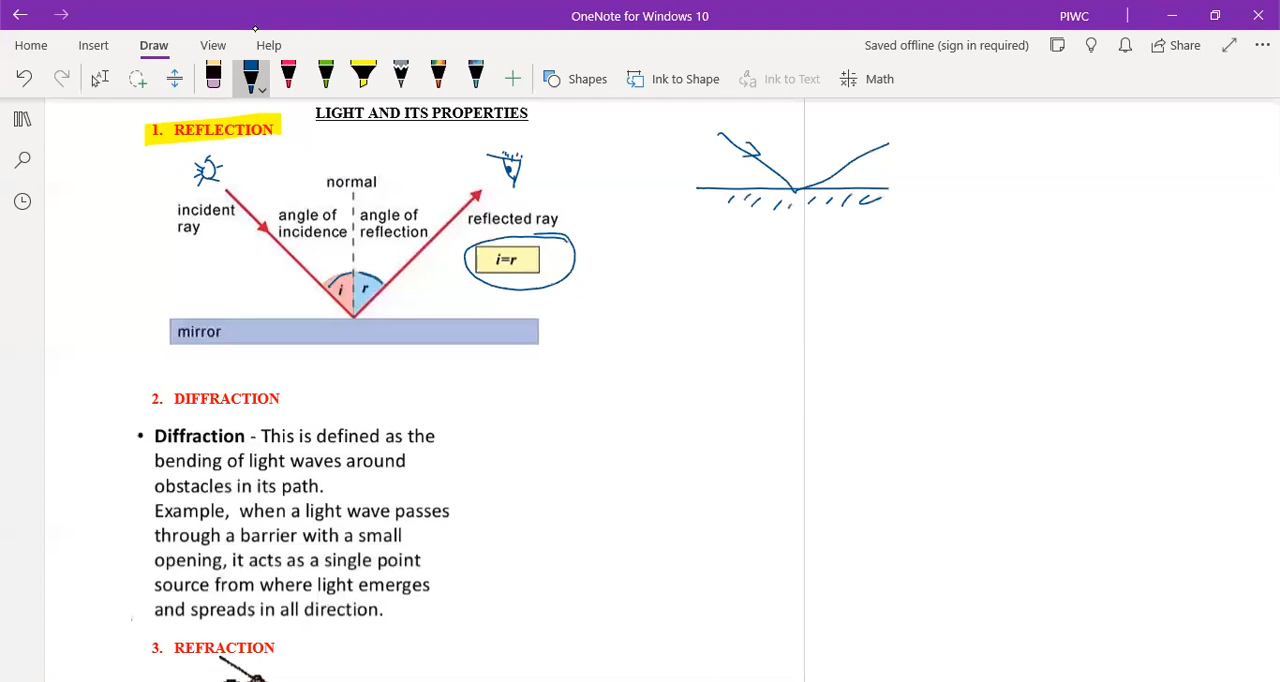 OneNote for Windows 10
PIWC
Home Insert Draw View Help
Saved offline (sign in required)
Share
Shapes
Ink to Shape
Ink to Text
Math
LIGHT AND ITS PROPERTIES
1. REFLECTION
normal
incident
ray
angle of
incidence
angle of
reflection
reflected ray
i=r
i
r
mirror
2. DIFFRACTION
• Diffraction - This is defined as the
bending of light waves around
obstacles in its path.
Example, when a light wave passes
through a barrier with a small
opening, it acts as a single point
source from where light emerges
and spreads in all direction.
3. REFRACTION